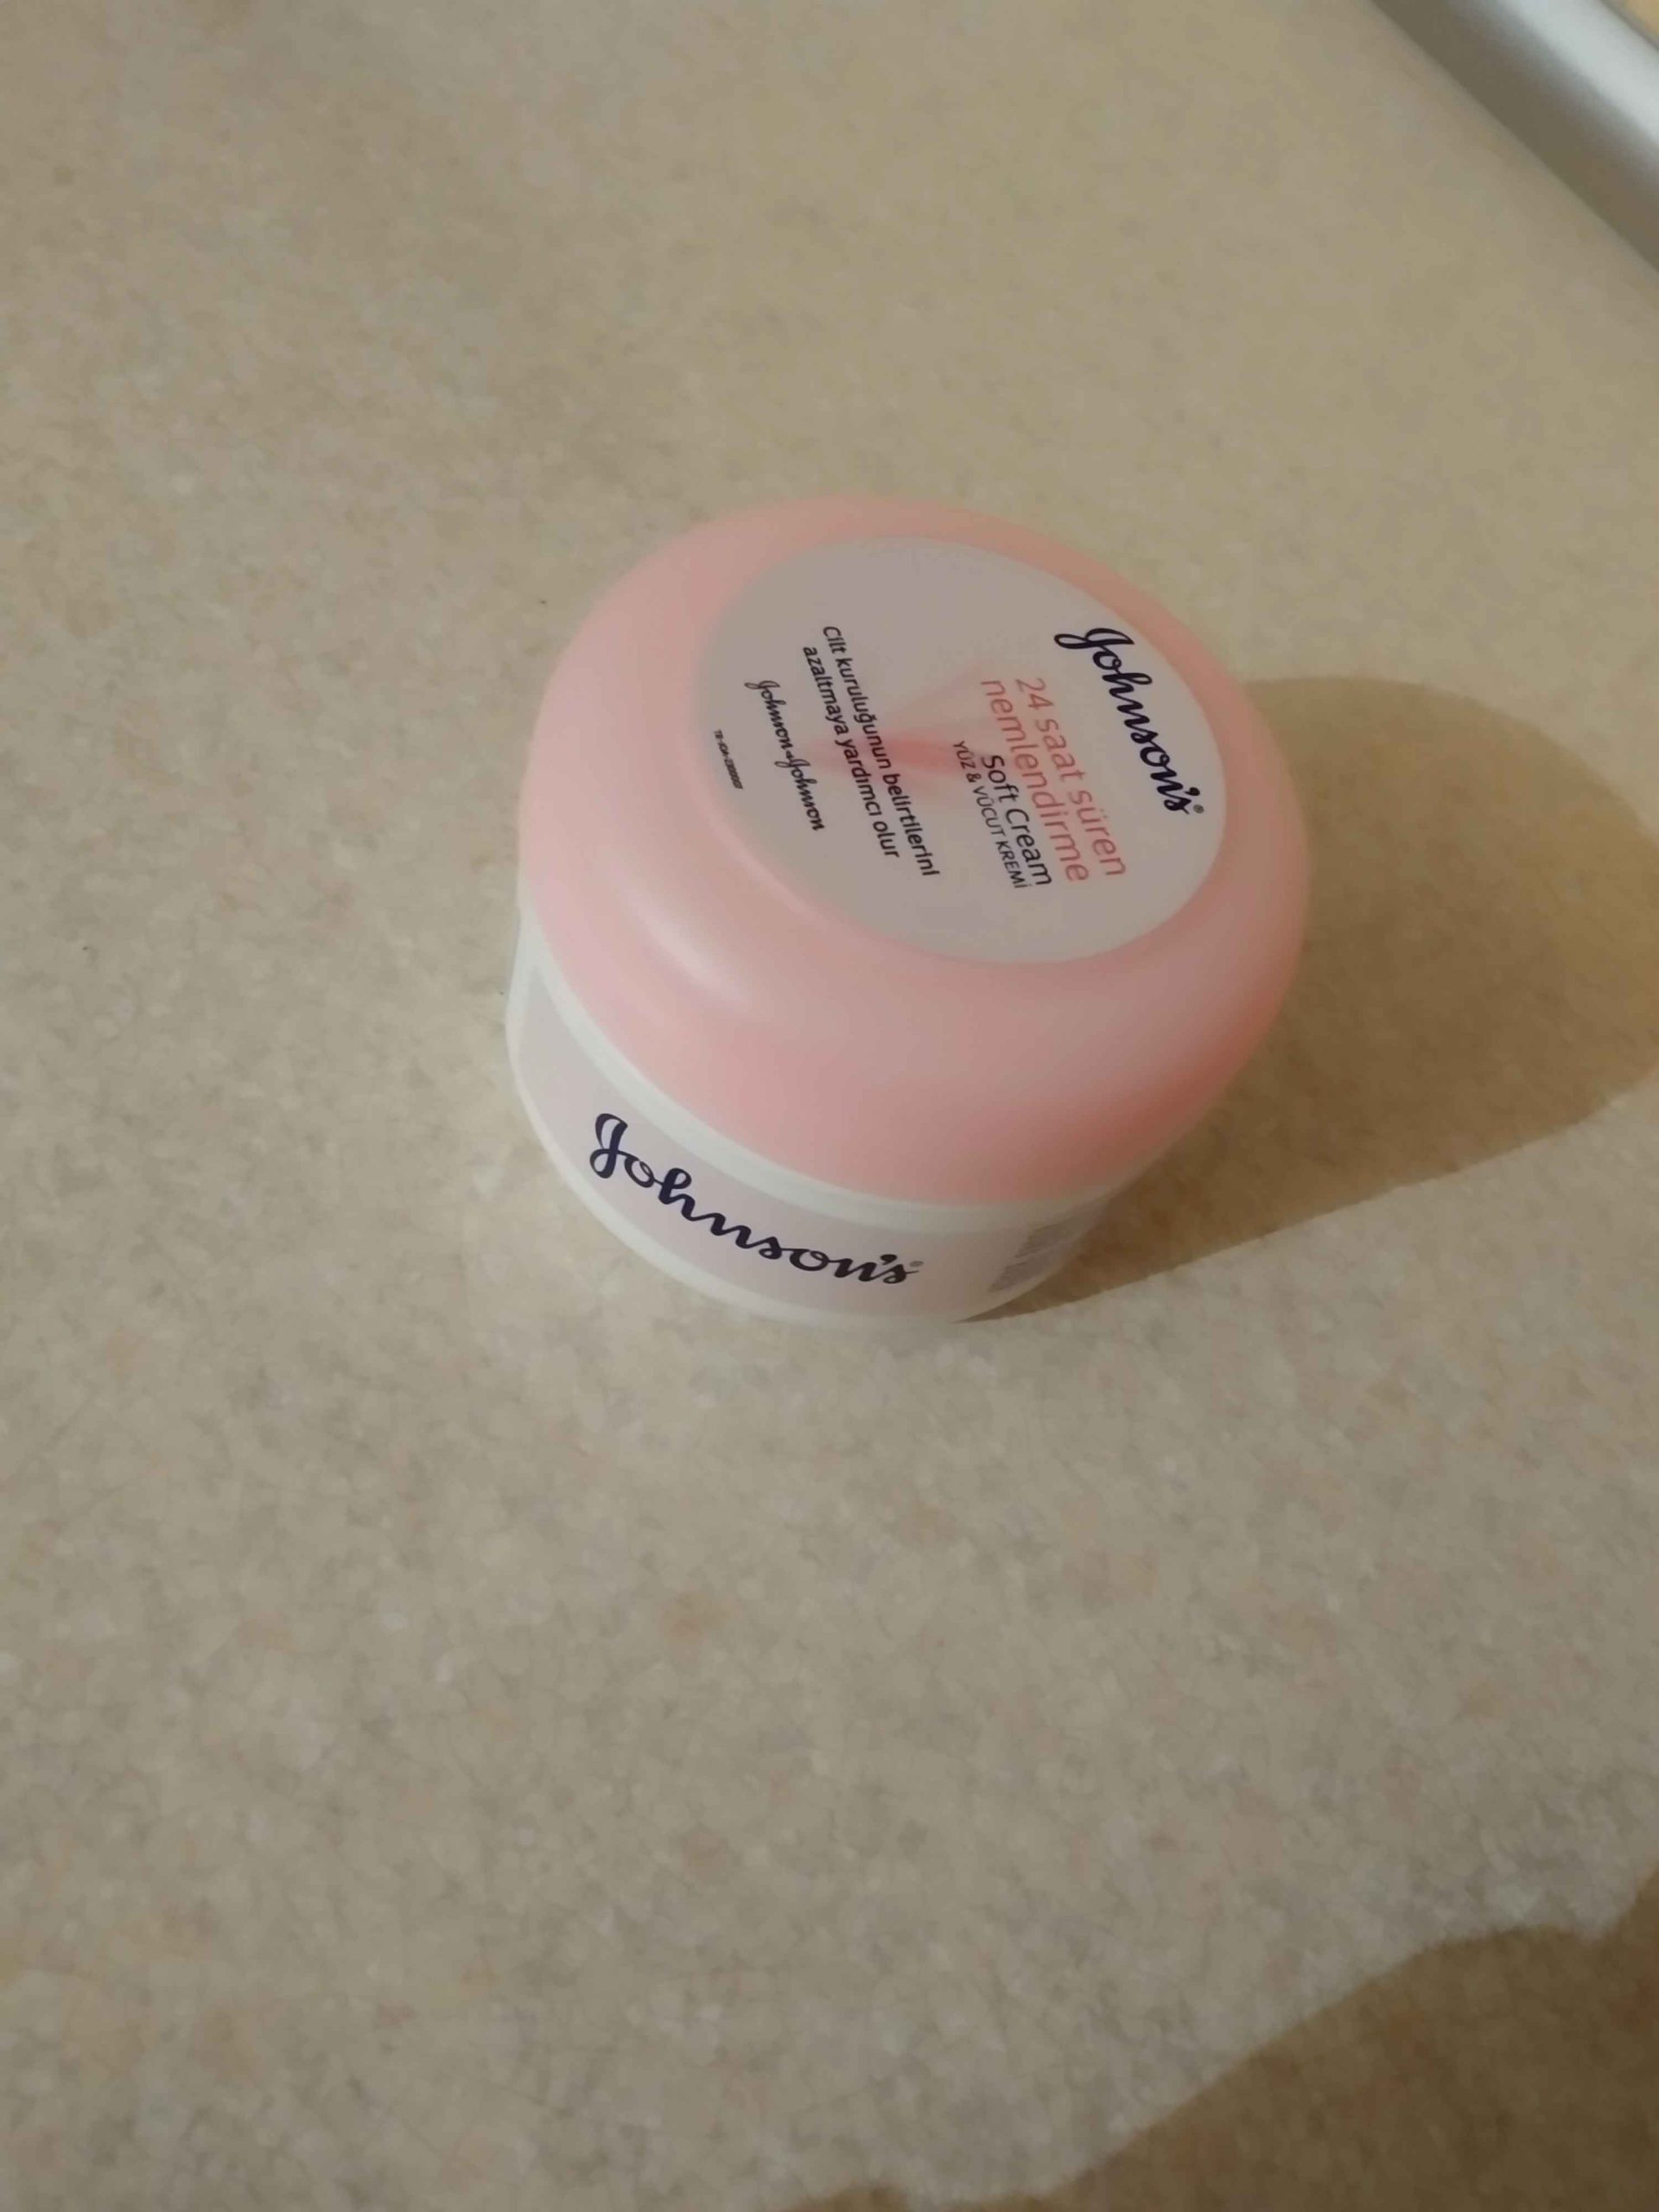 Johnson's®
24 saat süren
nemlendirme
Soft Cream
YÜZ & VÜCUT KREMİ
Cilt kuruluğunun belirtilerini
azaltmaya yardımcı olur
Johnson & Johnson
Johnson's®